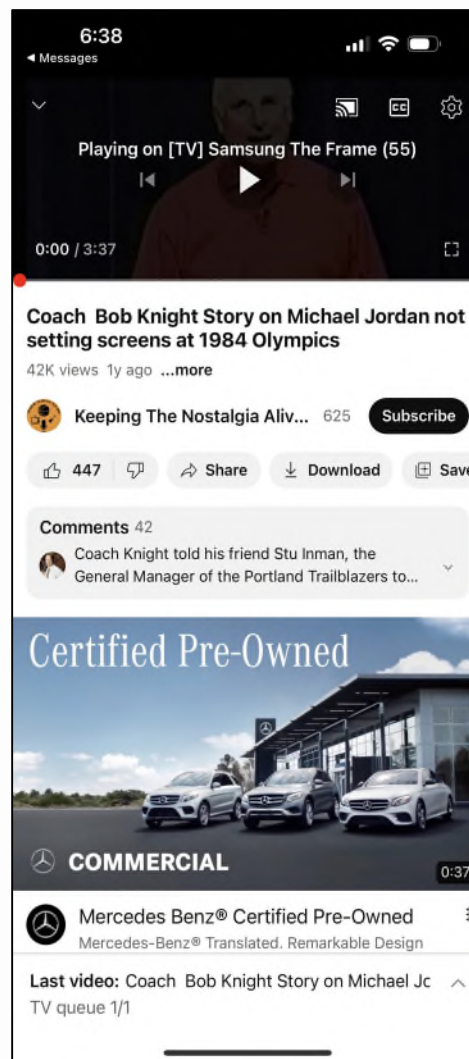 6:38
◀ Messages
CC
Playing on [TV] Samsung The Frame (55)
0:00 / 3:37
Coach Bob Knight Story on Michael Jordan not
setting screens at 1984 Olympics
42K views 1y ago ...more
Keeping The Nostalgia Aliv... 625 Subscribe
447 Share Download Save
Comments 42
Coach Knight told his friend Stu Inman, the
General Manager of the Portland Trailblazers to...
Certified Pre-Owned
COMMERCIAL
0:37
Mercedes Benz® Certified Pre-Owned
Mercedes-Benz® Translated. Remarkable Design
Last video: Coach Bob Knight Story on Michael Jc
TV queue 1/1